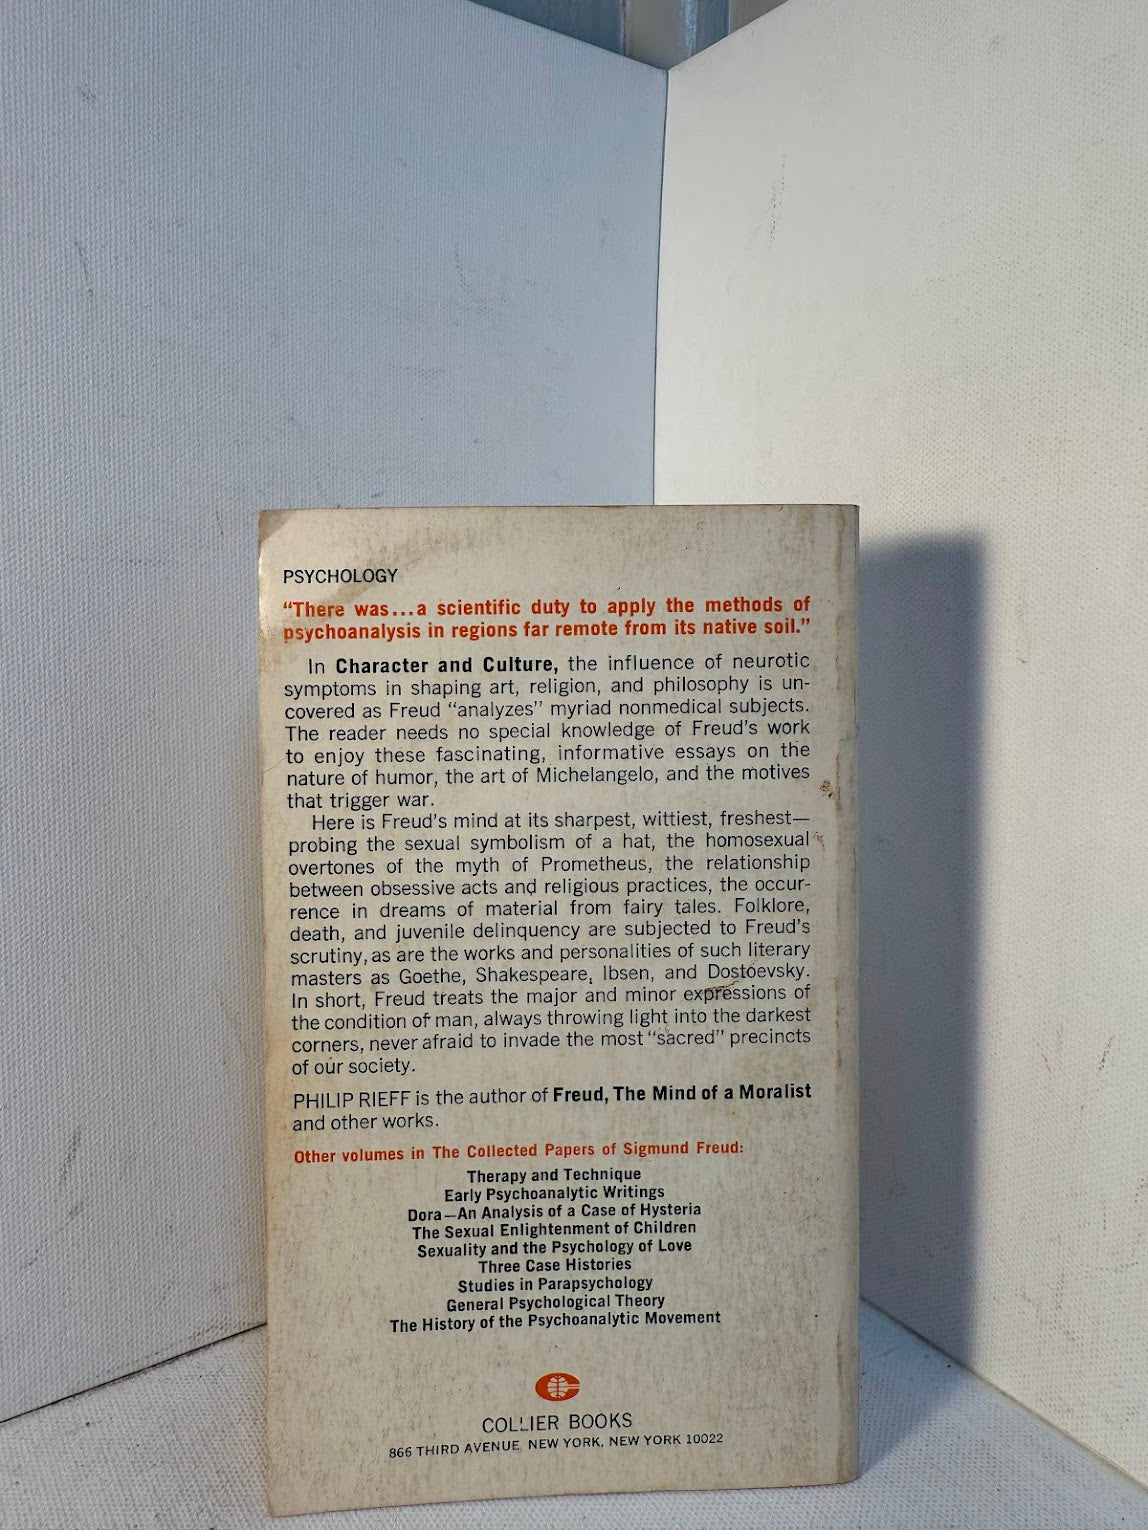 PSYCHOLOGY
“There was...a scientific duty to apply the methods of
psychoanalysis in regions far remote from its native soil.”
In Character and Culture, the influence of neurotic
symptoms in shaping art, religion, and philosophy is un-
covered as Freud “analyzes” myriad nonmedical subjects.
The reader needs no special knowledge of Freud’s work
to enjoy these fascinating, informative essays on the
nature of humor, the art of Michelangelo, and the motives
that trigger war.
Here is Freud’s mind at its sharpest, wittiest, freshest—
probing the sexual symbolism of a hat, the homosexual
overtones of the myth of Prometheus, the relationship
between obsessive acts and religious practices, the occur-
rence in dreams of material from fairy tales. Folklore,
death, and juvenile delinquency are subjected to Freud’s
scrutiny, as are the works and personalities of such literary
masters as Goethe, Shakespeare, Ibsen, and Dostoevsky.
In short, Freud treats the major and minor expressions of
the condition of man, always throwing light into the darkest
corners, never afraid to invade the most “sacred” precincts
of our society.
PHILIP RIEFF is the author of Freud, The Mind of a Moralist
and other works.
Other volumes in The Collected Papers of Sigmund Freud:
Therapy and Technique
Early Psychoanalytic Writings
Dora—An Analysis of a Case of Hysteria
The Sexual Enlightenment of Children
Sexuality and the Psychology of Love
Three Case Histories
Studies in Parapsychology
General Psychological Theory
The History of the Psychoanalytic Movement
COLLIER BOOKS
866 THIRD AVENUE, NEW YORK, NEW YORK 10022